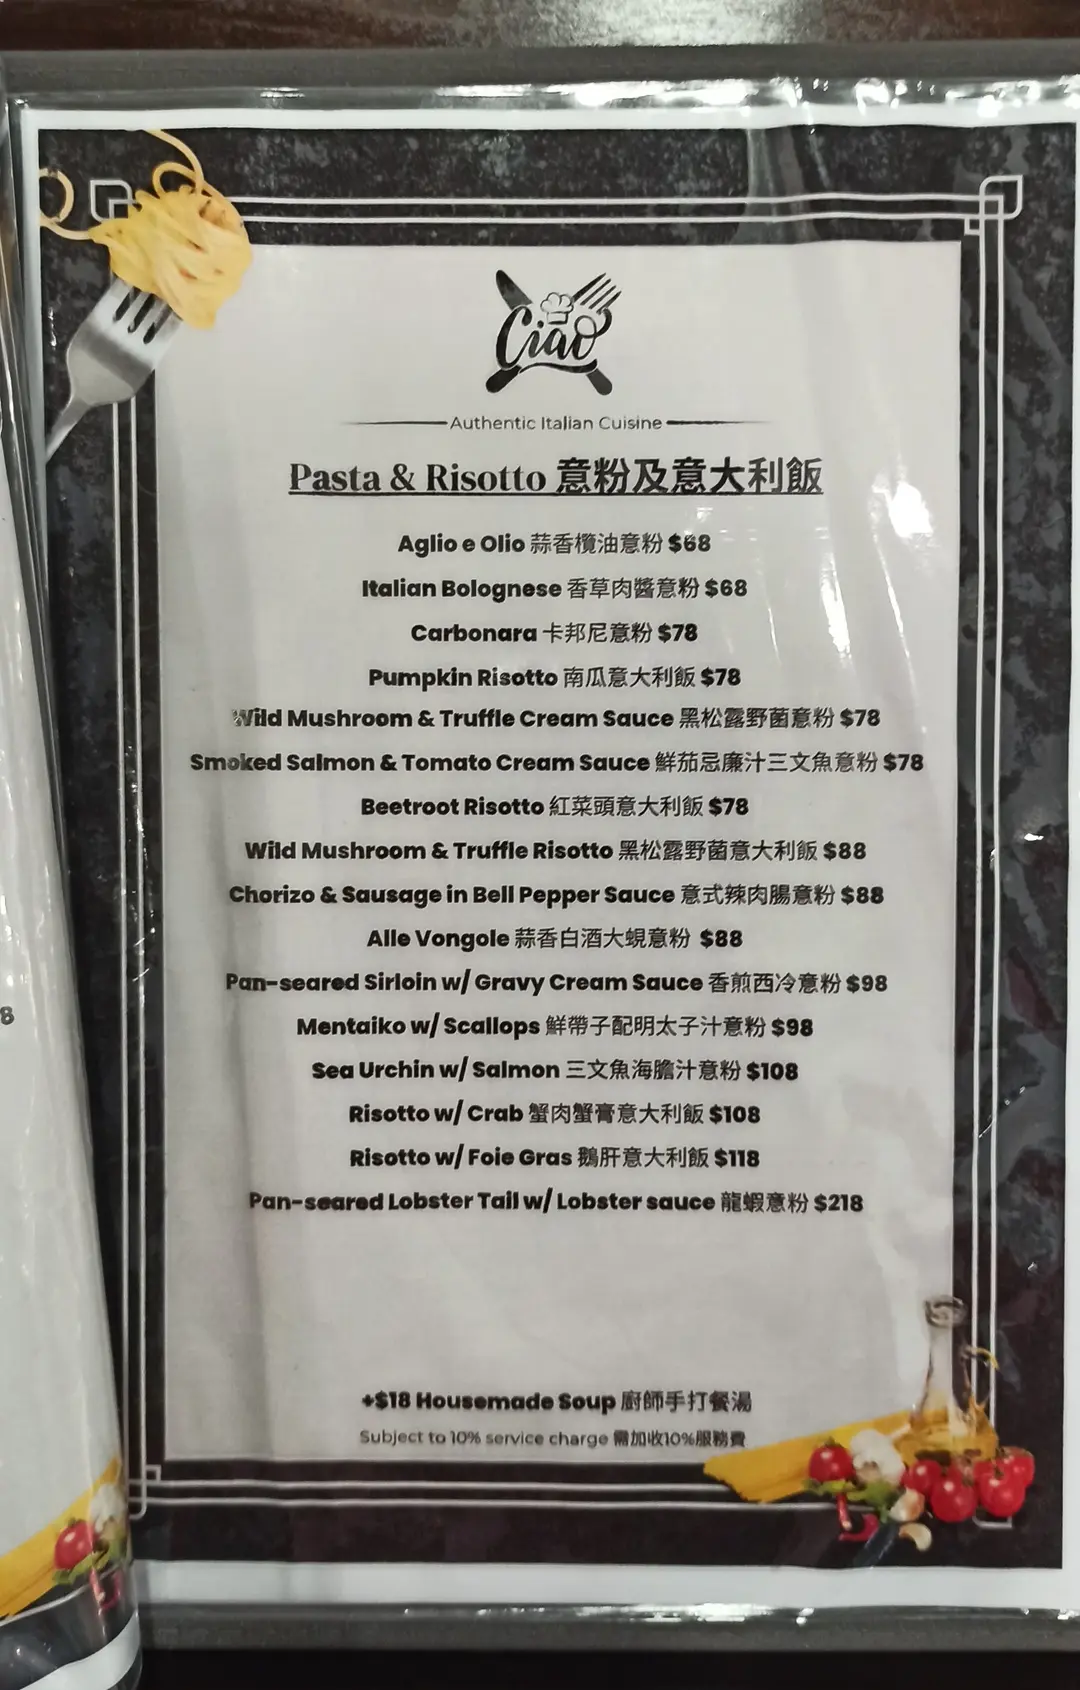 Ciao
Authentic Italian Cuisine
Pasta & Risotto 意粉及意大利飯
Aglio e Olio 蒜香欖油意粉 $68
Italian Bolognese 香草肉醬意粉 $68
Carbonara 卡邦尼意粉 $78
Pumpkin Risotto 南瓜意大利飯 $78
Wild Mushroom & Truffle Cream Sauce 黑松露野菌意粉 $78
Smoked Salmon & Tomato Cream Sauce 鮮茄忌廉汁三文魚意粉 $78
Beetroot Risotto 紅菜頭意大利飯 $78
Wild Mushroom & Truffle Risotto 黑松露野菌意大利飯 $88
Chorizo & Sausage in Bell Pepper Sauce 意式辣肉腸意粉 $88
Alle Vongole 蒜香白酒大蜆意粉 $88
Pan-seared Sirloin w/ Gravy Cream Sauce 香煎西冷意粉 $98
Mentaiko w/ Scallops 鮮帶子配明太子汁意粉 $98
Sea Urchin w/ Salmon 三文魚海膽汁意粉 $108
Risotto w/ Crab 蟹肉蟹膏意大利飯 $108
Risotto w/ Foie Gras 鵝肝意大利飯 $118
Pan-seared Lobster Tail w/ Lobster sauce 龍蝦意粉 $218
+$18 Housemade Soup 廚師手打餐湯
Subject to 10% service charge 需加收10%服務費
8